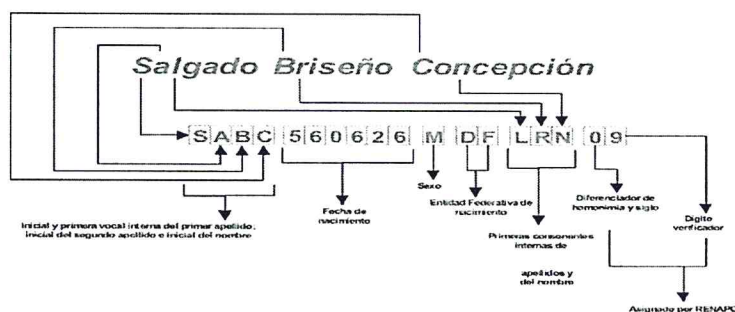 Salgado Briseño Concepción
S A B C 5 6 0 6 2 6 M D F L R N 0 9
Inicial y primera vocal interna del primer apellido,
inicial del segundo apellido e inicial del nombre
Fecha de
nacimiento
Sexo
Entidad Federativa de
nacimiento
Primeras consonantes
internas de
apellidos y
del nombre
Diferenciador de
homonimia y siglo
Dígito
verificador
Asignado por RENAPO